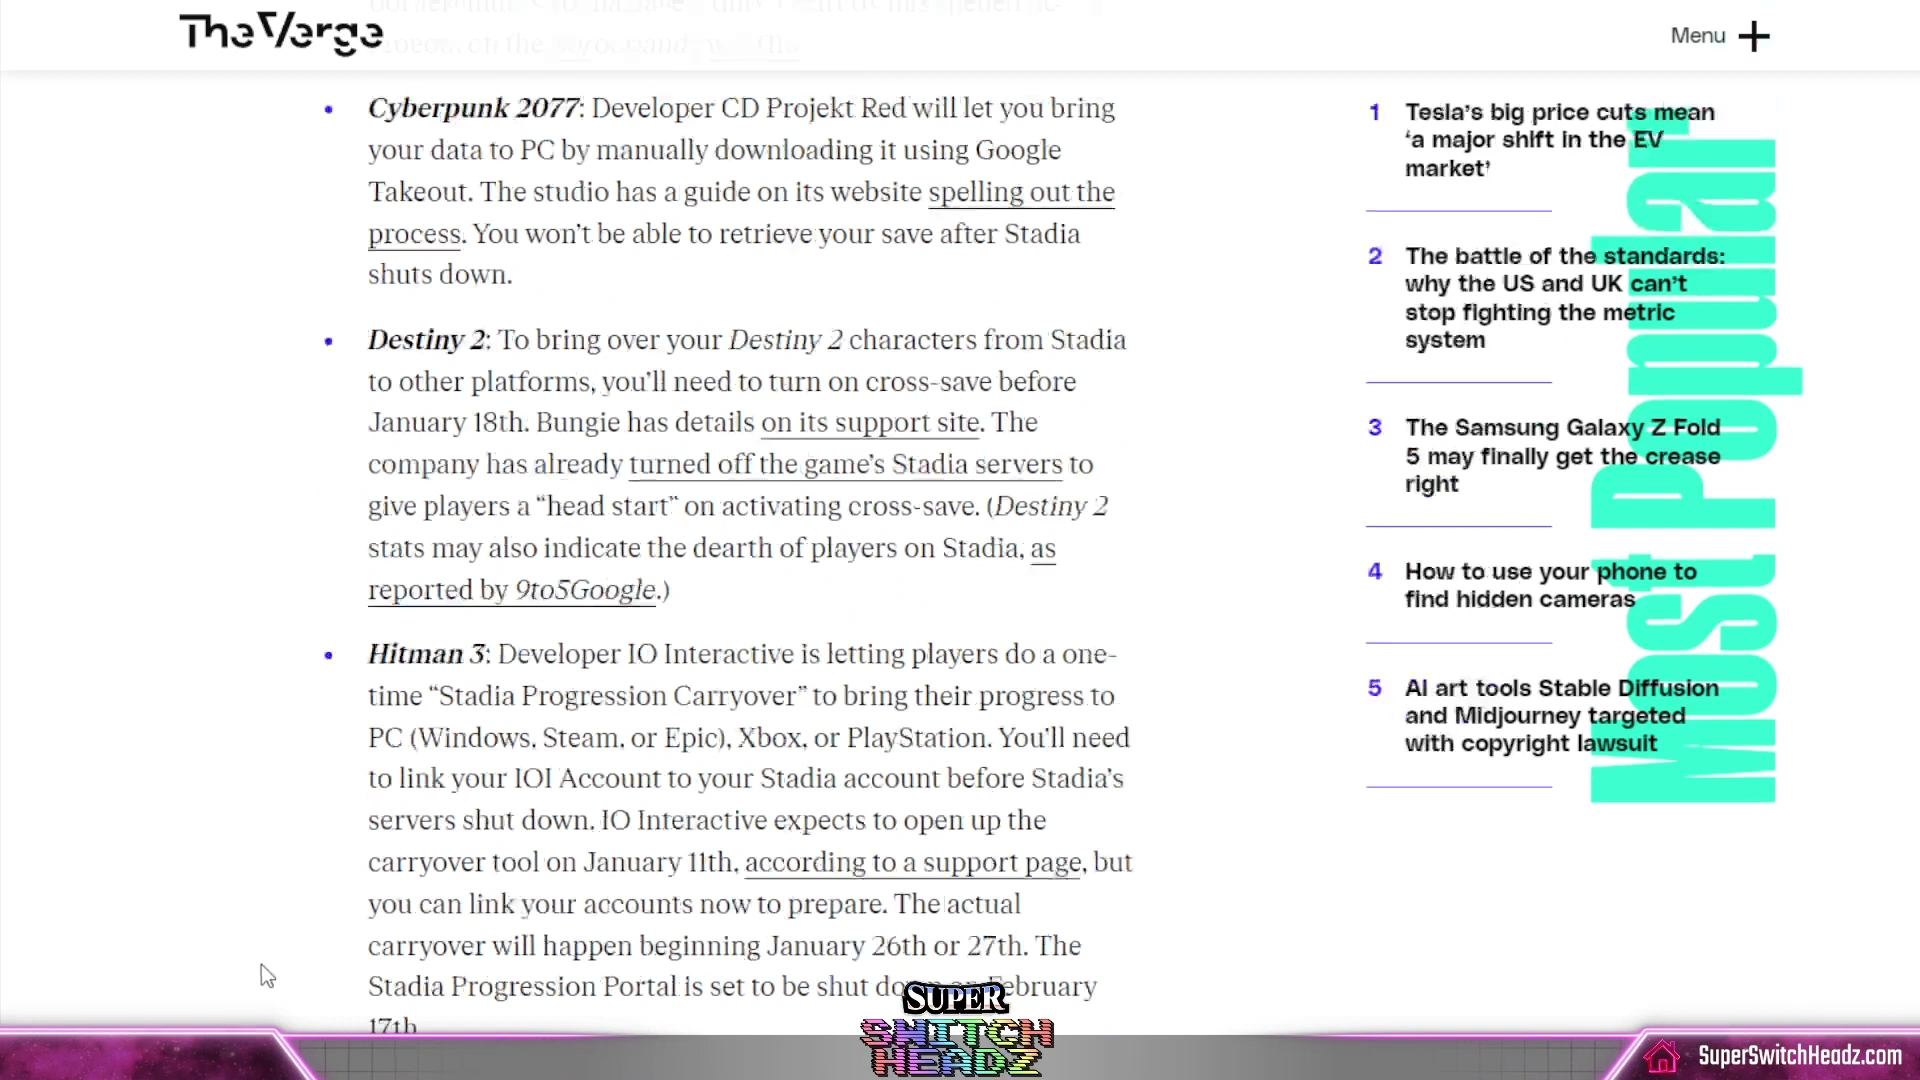 TheVerge
Menu
Cyberpunk 2077: Developer CD Projekt Red will let you bring
your data to PC by manually downloading it using Google
Takeout. The studio has a guide on its website spelling out the
process. You won't be able to retrieve your save after Stadia
shuts down.
Destiny 2: To bring over your Destiny 2 characters from Stadia
to other platforms, you'll need to turn on cross-save before
January 18th. Bungie has details on its support site. The
company has already turned off the game's Stadia servers to
give players a “head start” on activating cross-save. (Destiny 2
stats may also indicate the dearth of players on Stadia, as
reported by 9to5Google.)
Hitman 3: Developer IO Interactive is letting players do a one-
time “Stadia Progression Carryover” to bring their progress to
PC (Windows, Steam, or Epic), Xbox, or PlayStation. You'll need
to link your IOI Account to your Stadia account before Stadia's
servers shut down. IO Interactive expects to open up the
carryover tool on January 11th, according to a support page, but
you can link your accounts now to prepare. The actual
carryover will happen beginning January 26th or 27th. The
Stadia Progression Portal is set to be shut down February
17th
Most Popular
1 Tesla's big price cuts mean
‘a major shift in the EV
market’
2 The battle of the standards:
why the US and UK can't
stop fighting the metric
system
3 The Samsung Galaxy Z Fold
5 may finally get the crease
right
4 How to use your phone to
find hidden cameras
5 AI art tools Stable Diffusion
and Midjourney targeted
with copyright lawsuit
SUPER
SWITCH
HEADZ
SuperSwitchHeadz.com